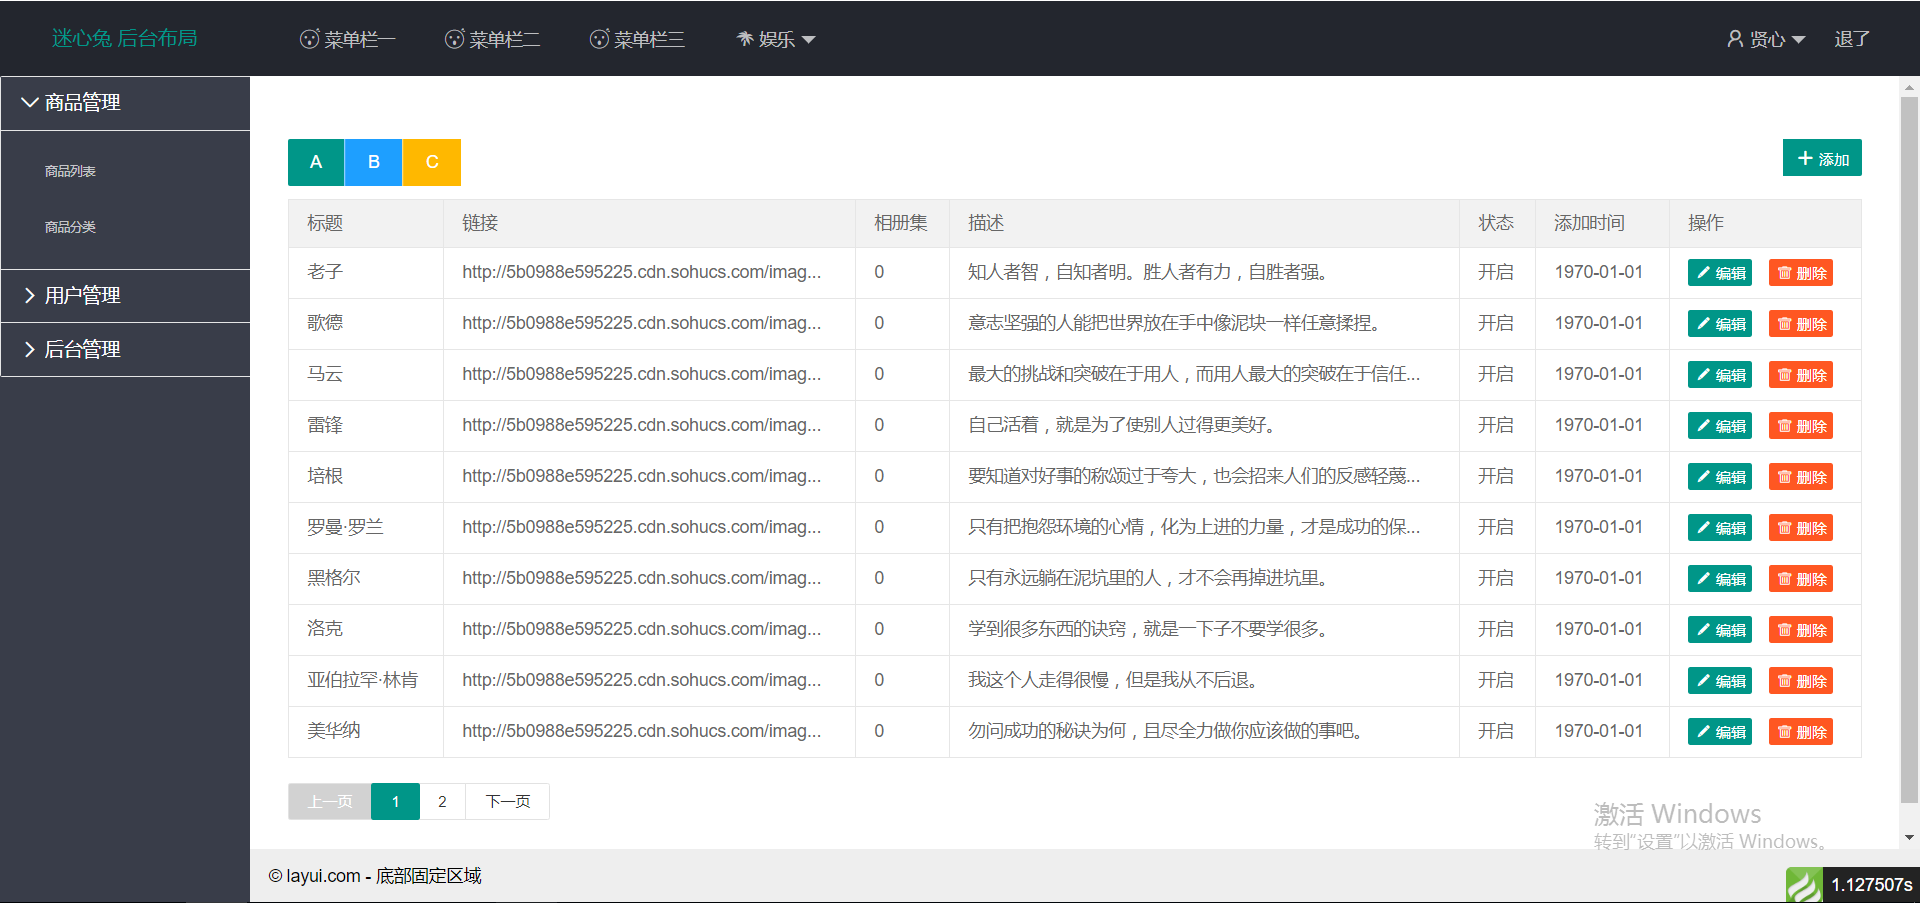 迷心兔 后台布局 菜单栏一 菜单栏二 菜单栏三 娱乐 贤心 退了
商品管理
商品列表
商品分类
用户管理
后台管理
A B C 添加
标题 链接 相册集 描述 状态 添加时间 操作
老子 http://5b0988e595225.cdn.sohucs.com/imag... 0 知人者智，自知者明。胜人者有力，自胜者强。 开启 1970-01-01 编辑 删除
歌德 http://5b0988e595225.cdn.sohucs.com/imag... 0 意志坚强的人能把世界放在手中像泥块一样任意揉捏。 开启 1970-01-01 编辑 删除
马云 http://5b0988e595225.cdn.sohucs.com/imag... 0 最大的挑战和突破在于用人，而用人最大的突破在于信任... 开启 1970-01-01 编辑 删除
雷锋 http://5b0988e595225.cdn.sohucs.com/imag... 0 自己活着，就是为了使别人过得更美好。 开启 1970-01-01 编辑 删除
培根 http://5b0988e595225.cdn.sohucs.com/imag... 0 要知道对好事的称颂过于夸大，也会招来人们的反感轻蔑... 开启 1970-01-01 编辑 删除
罗曼·罗兰 http://5b0988e595225.cdn.sohucs.com/imag... 0 只有把抱怨环境的心情，化为上进的力量，才是成功的保... 开启 1970-01-01 编辑 删除
黑格尔 http://5b0988e595225.cdn.sohucs.com/imag... 0 只有永远躺在泥坑里的人，才不会再掉进坑里。 开启 1970-01-01 编辑 删除
洛克 http://5b0988e595225.cdn.sohucs.com/imag... 0 学到很多东西的诀窍，就是一下子不要学很多。 开启 1970-01-01 编辑 删除
亚伯拉罕·林肯 http://5b0988e595225.cdn.sohucs.com/imag... 0 我这个人走得很慢，但是我从不后退。 开启 1970-01-01 编辑 删除
美华纳 http://5b0988e595225.cdn.sohucs.com/imag... 0 勿问成功的秘诀为何，且尽全力做你应该做的事吧。 开启 1970-01-01 编辑 删除
上一页 1 2 下一页
激活 Windows
转到“设置”以激活 Windows。
© layui.com - 底部固定区域
1.127507s